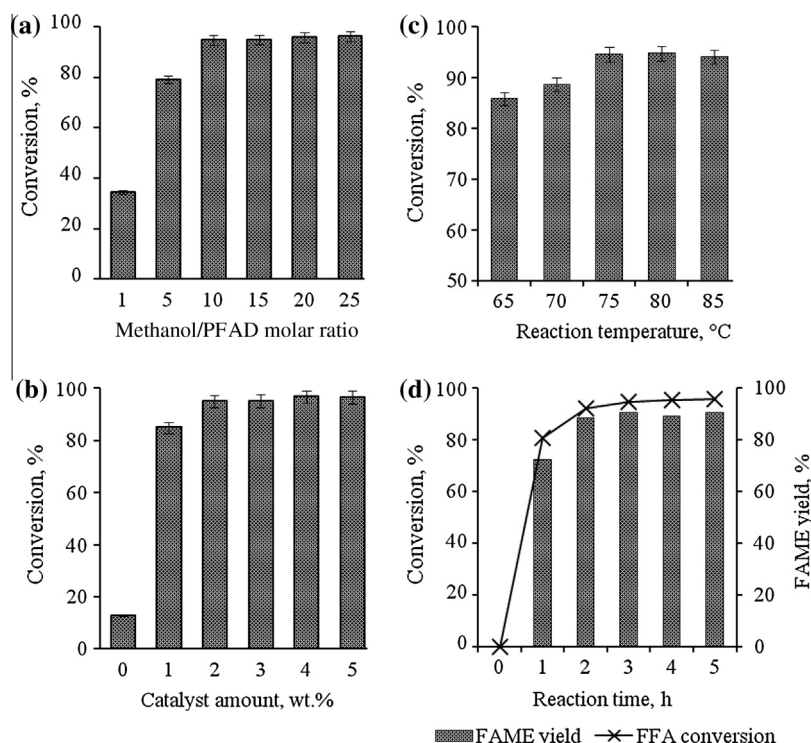 (a)
100
80
60
40
20
0
Conversion, %
1 5 10 15 20 25
Methanol/PFAD molar ratio
(c)
100
90
80
70
60
50
Conversion, %
65 70 75 80 85
Reaction temperature, °C
(b)
100
80
60
40
20
0
Conversion, %
0 1 2 3 4 5
Catalyst amount, wt.%
(d)
100
80
60
40
20
0
Conversion, %
100
80
60
40
20
0
FAME yield, %
0 1 2 3 4 5
Reaction time, h
FAME yield FFA conversion